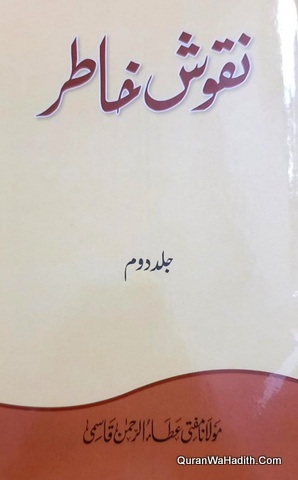 نقوش خاطر
جلد دوم
مولانا مفتی عطاء الرحمٰن قاسمیٰ
QuranWaHadith.Com